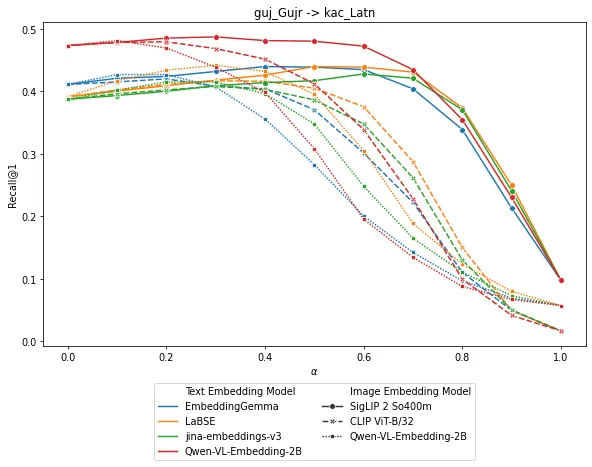 guj_Gujr -> kac_Latn
Recall@1
0.5
0.4
0.3
0.2
0.1
0.0
0.0 0.2 0.4 0.6 0.8 1.0
α
Text Embedding Model Image Embedding Model
EmbeddingGemma SigLIP 2 So400m
LaBSE CLIP ViT-B/32
jina-embeddings-v3 Qwen-VL-Embedding-2B
Qwen-VL-Embedding-2B